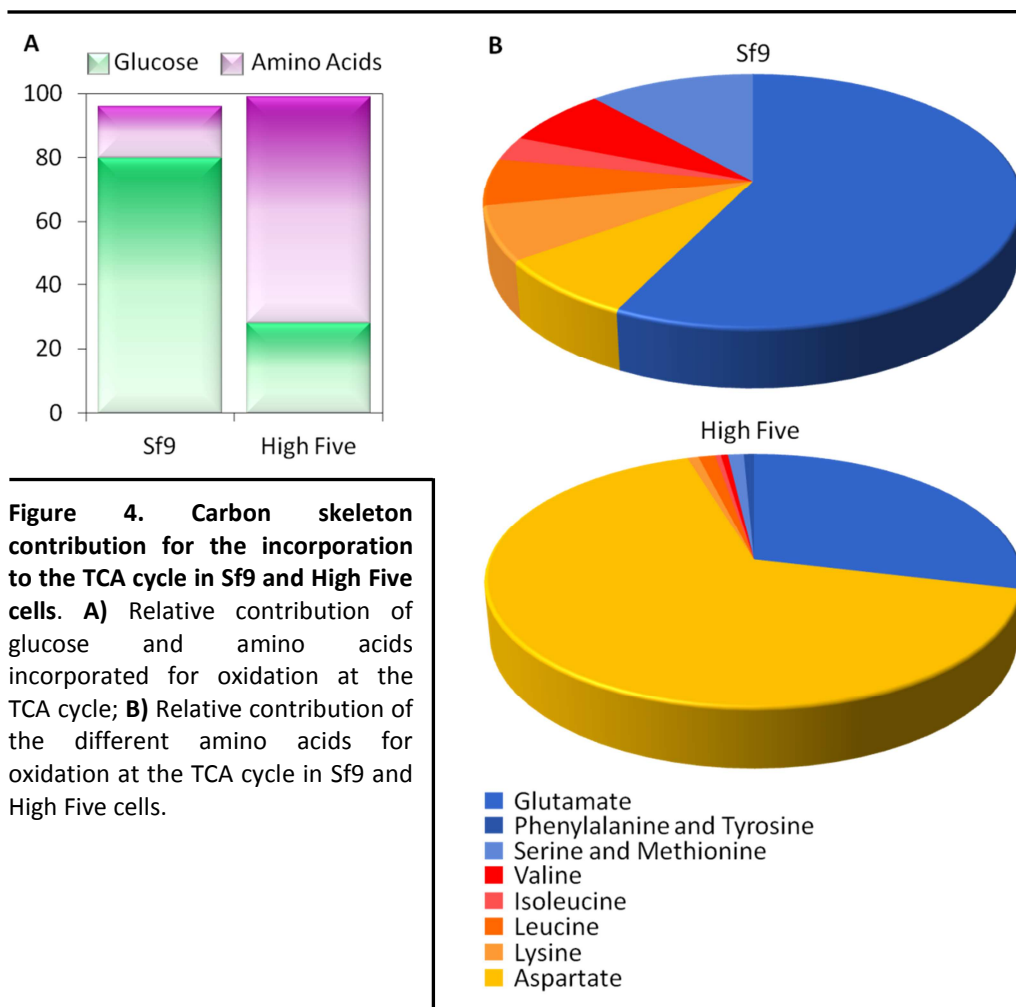 A
Glucose Amino Acids
100
80
60
40
20
0
Sf9 High Five
Figure 4. Carbon skeleton
contribution for the incorporation
to the TCA cycle in Sf9 and High Five
cells. A) Relative contribution of
glucose and amino acids
incorporated for oxidation at the
TCA cycle; B) Relative contribution of
the different amino acids for
oxidation at the TCA cycle in Sf9 and
High Five cells.
B
Sf9
High Five
Glutamate
Phenylalanine and Tyrosine
Serine and Methionine
Valine
Isoleucine
Leucine
Lysine
Aspartate